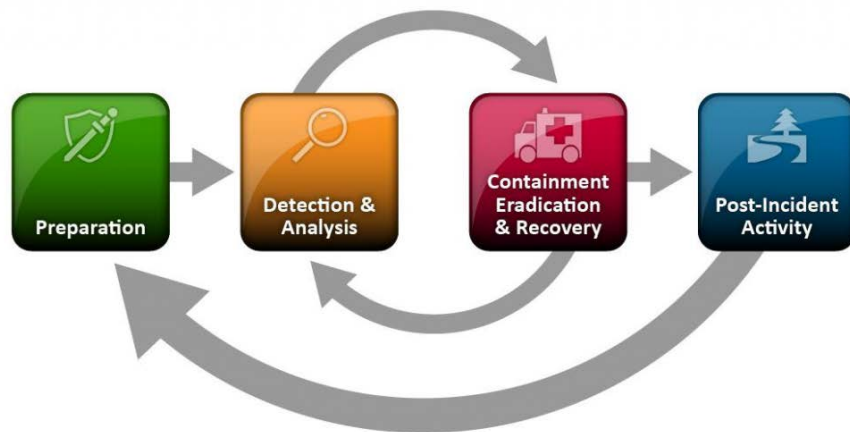 Preparation
Detection &
Analysis
Containment
Eradication
& Recovery
Post-Incident
Activity